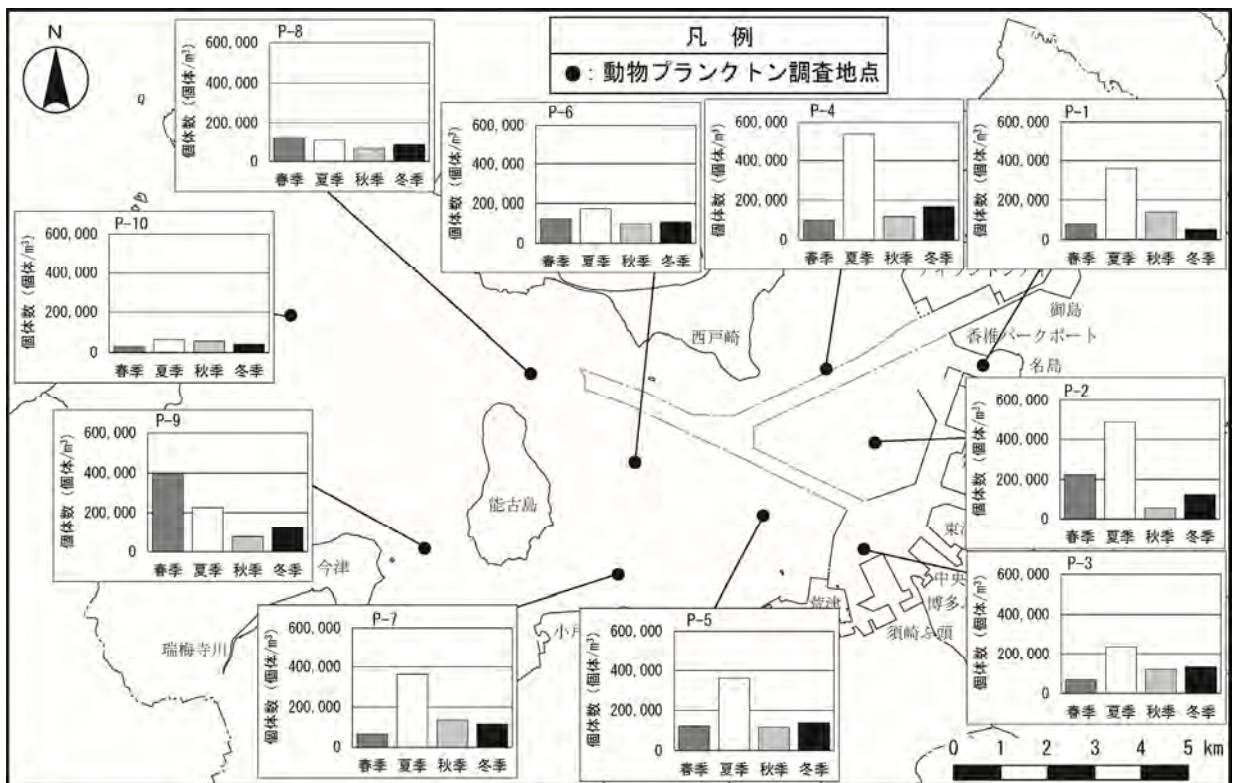 N
凡 例
●：動物プランクトン調査地点
P-8
個体数（個体/m³）
600,000
400,000
200,000
0
春季 夏季 秋季 冬季
P-6
個体数（個体/m³）
600,000
400,000
200,000
0
春季 夏季 秋季 冬季
P-4
個体数（個体/m³）
600,000
400,000
200,000
0
春季 夏季 秋季 冬季
P-1
個体数（個体/m³）
600,000
400,000
200,000
0
春季 夏季 秋季 冬季
P-10
個体数（個体/m³）
600,000
400,000
200,000
0
春季 夏季 秋季 冬季
御島
西戸崎
香椎パークポート
名島
P-2
個体数（個体/m³）
600,000
400,000
200,000
0
春季 夏季 秋季 冬季
P-9
個体数（個体/m³）
600,000
400,000
200,000
0
春季 夏季 秋季 冬季
能古島
今津
瑞梅寺川
荒津
須崎ふ頭
P-3
個体数（個体/m³）
600,000
400,000
200,000
0
春季 夏季 秋季 冬季
P-7
個体数（個体/m³）
600,000
400,000
200,000
0
春季 夏季 秋季 冬季
P-5
個体数（個体/m³）
600,000
400,000
200,000
0
春季 夏季 秋季 冬季
0 1 2 3 4 5 km